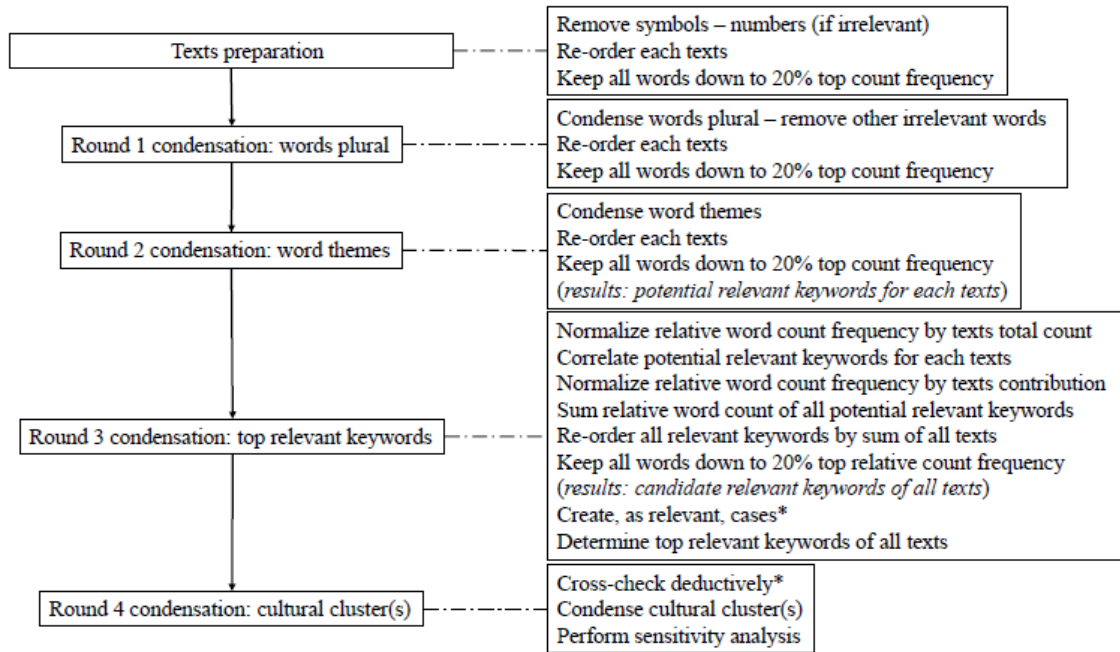 Texts preparation
Remove symbols – numbers (if irrelevant)
Re-order each texts
Keep all words down to 20% top count frequency
Round 1 condensation: words plural
Condense words plural – remove other irrelevant words
Re-order each texts
Keep all words down to 20% top count frequency
Round 2 condensation: word themes
Condense word themes
Re-order each texts
Keep all words down to 20% top count frequency
(results: potential relevant keywords for each texts)
Round 3 condensation: top relevant keywords
Normalize relative word count frequency by texts total count
Correlate potential relevant keywords for each texts
Normalize relative word count frequency by texts contribution
Sum relative word count of all potential relevant keywords
Re-order all relevant keywords by sum of all texts
Keep all words down to 20% top relative count frequency
(results: candidate relevant keywords of all texts)
Create, as relevant, cases*
Determine top relevant keywords of all texts
Round 4 condensation: cultural cluster(s)
Cross-check deductively*
Condense cultural cluster(s)
Perform sensitivity analysis